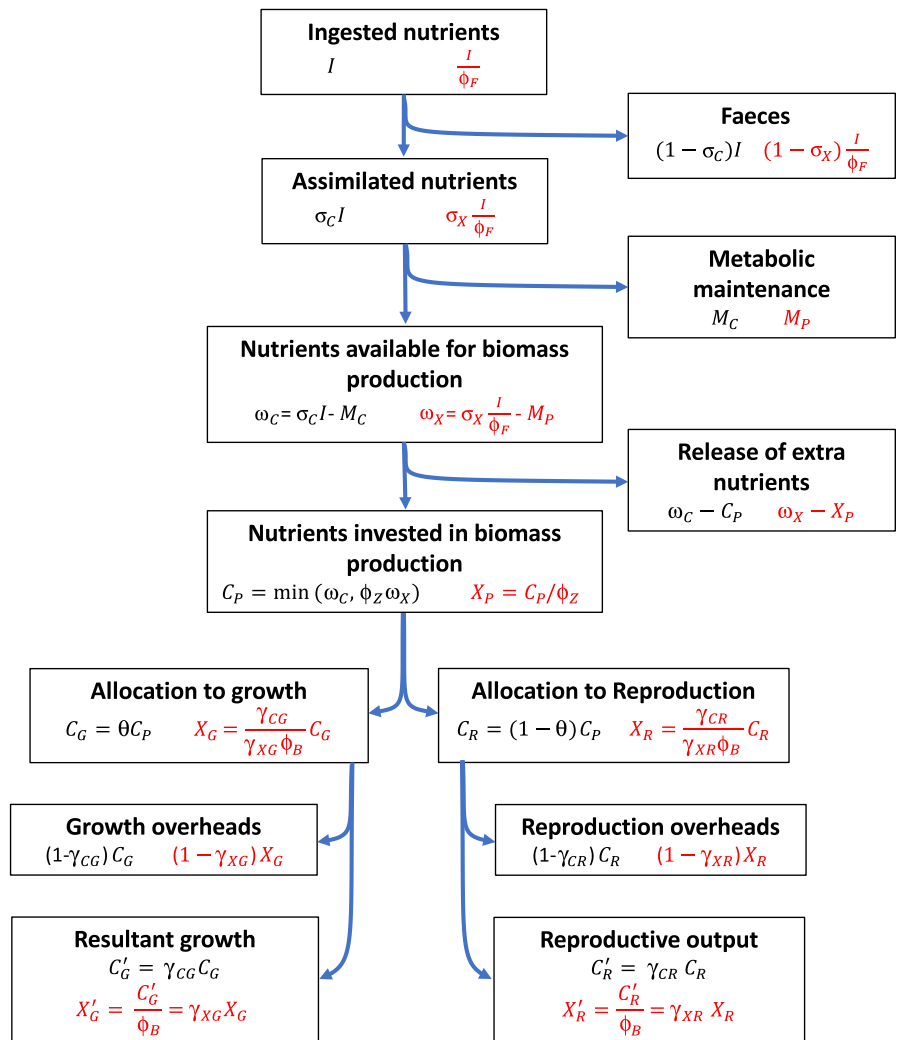 Ingested nutrients
I I/ϕ_F
Faeces
(1 − σ_C)I (1 − σ_X) I/ϕ_F
Assimilated nutrients
σ_C I σ_X I/ϕ_F
Metabolic
maintenance
M_C M_P
Nutrients available for biomass
production
ω_C= σ_C I- M_C ω_X= σ_X I/ϕ_F - M_P
Release of extra
nutrients
ω_C − C_P ω_X − X_P
Nutrients invested in biomass
production
C_P = min (ω_C, ϕ_Z ω_X) X_P = C_P/ϕ_Z
Allocation to growth
C_G = θC_P X_G = γ_CG/(γ_XG ϕ_B) C_G
Allocation to Reproduction
C_R = (1 − θ)C_P X_R = γ_CR/(γ_XR ϕ_B) C_R
Growth overheads
(1-γ_CG) C_G (1 − γ_XG) X_G
Reproduction overheads
(1-γ_CR) C_R (1 − γ_XR) X_R
Resultant growth
C′_G = γ_CG C_G
X′_G = C′_G/ϕ_B = γ_XG X_G
Reproductive output
C′_R = γ_CR C_R
X′_R = C′_R/ϕ_B = γ_XR X_R